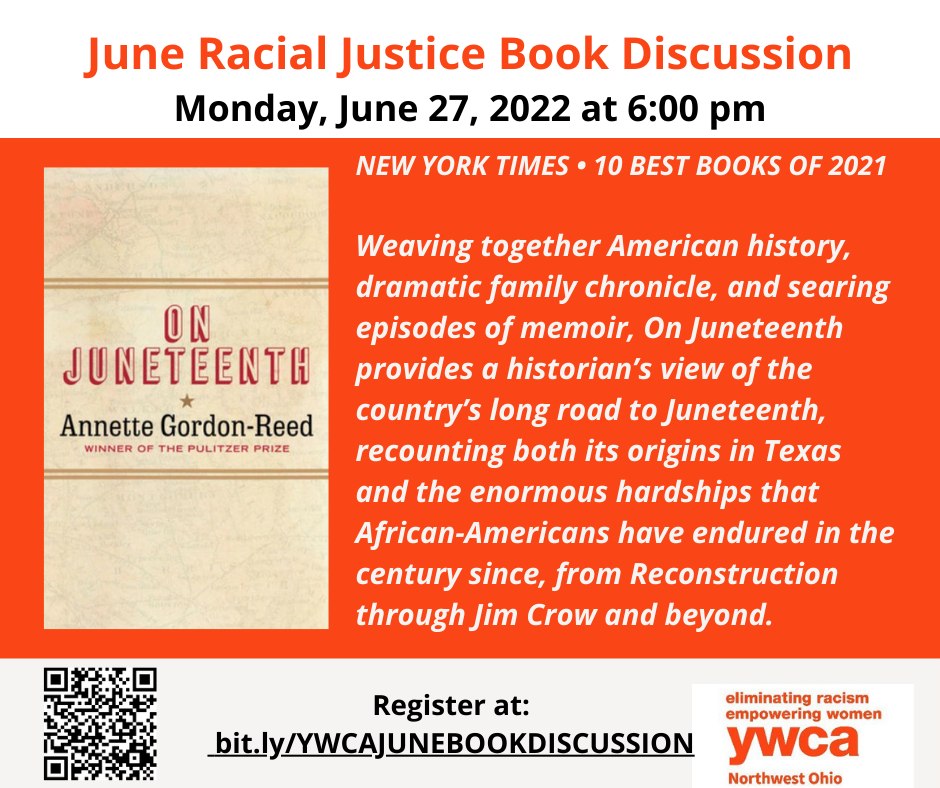 June Racial Justice Book Discussion
Monday, June 27, 2022 at 6:00 pm
NEW YORK TIMES • 10 BEST BOOKS OF 2021
Weaving together American history,
dramatic family chronicle, and searing
episodes of memoir, On Juneteenth
provides a historian’s view of the
country’s long road to Juneteenth,
recounting both its origins in Texas
and the enormous hardships that
African-Americans have endured in the
century since, from Reconstruction
through Jim Crow and beyond.
ON
JUNETEENTH
Annette Gordon-Reed
WINNER OF THE PULITZER PRIZE
Register at:
bit.ly/YWCAJUNEBOOKDISCUSSION
eliminating racism
empowering women
ywca
Northwest Ohio